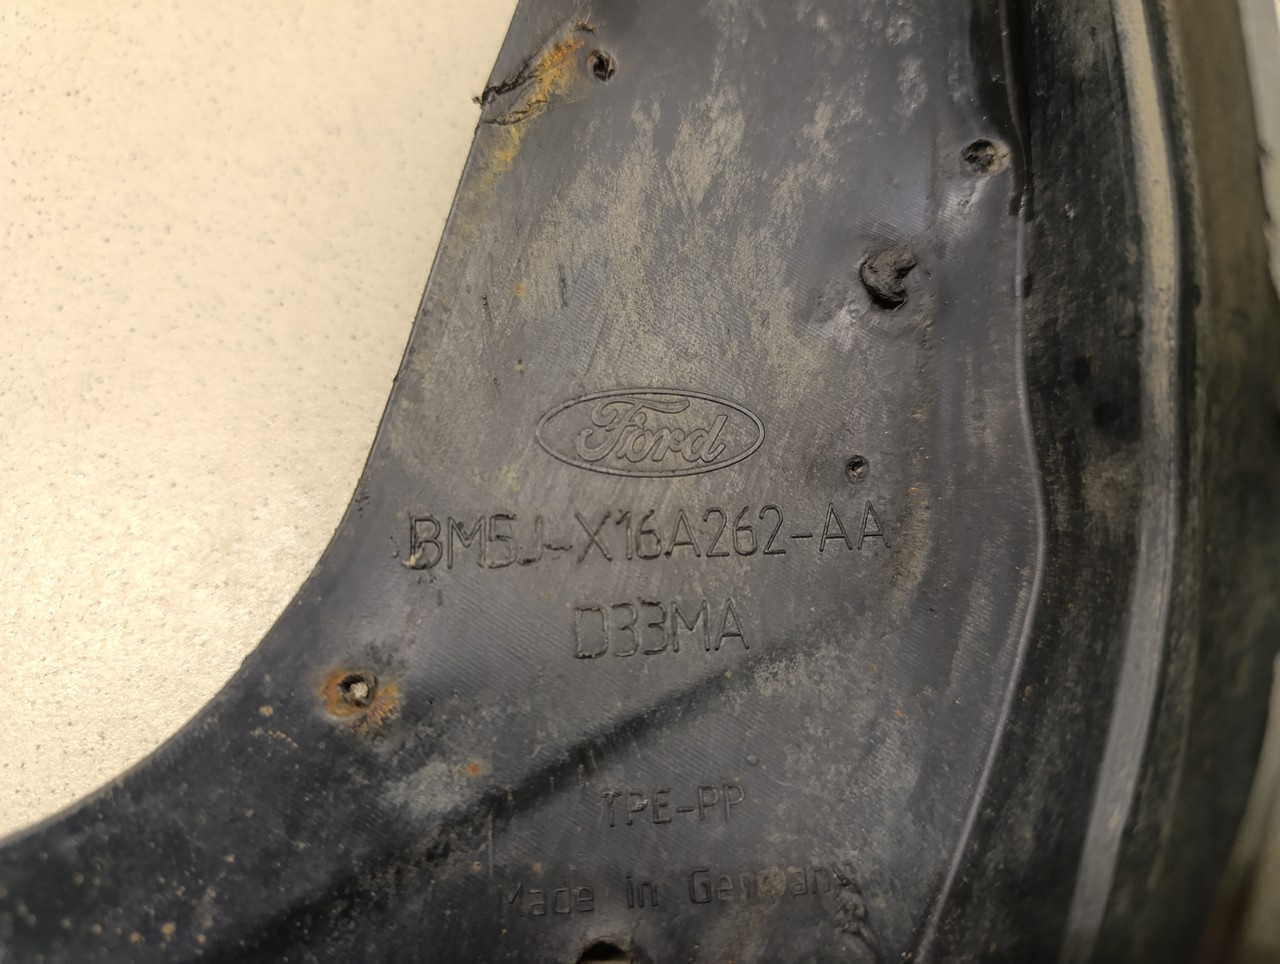 Ford
BM5J-X16A262-AA
D33MA
TPE-PP
Made in Germany